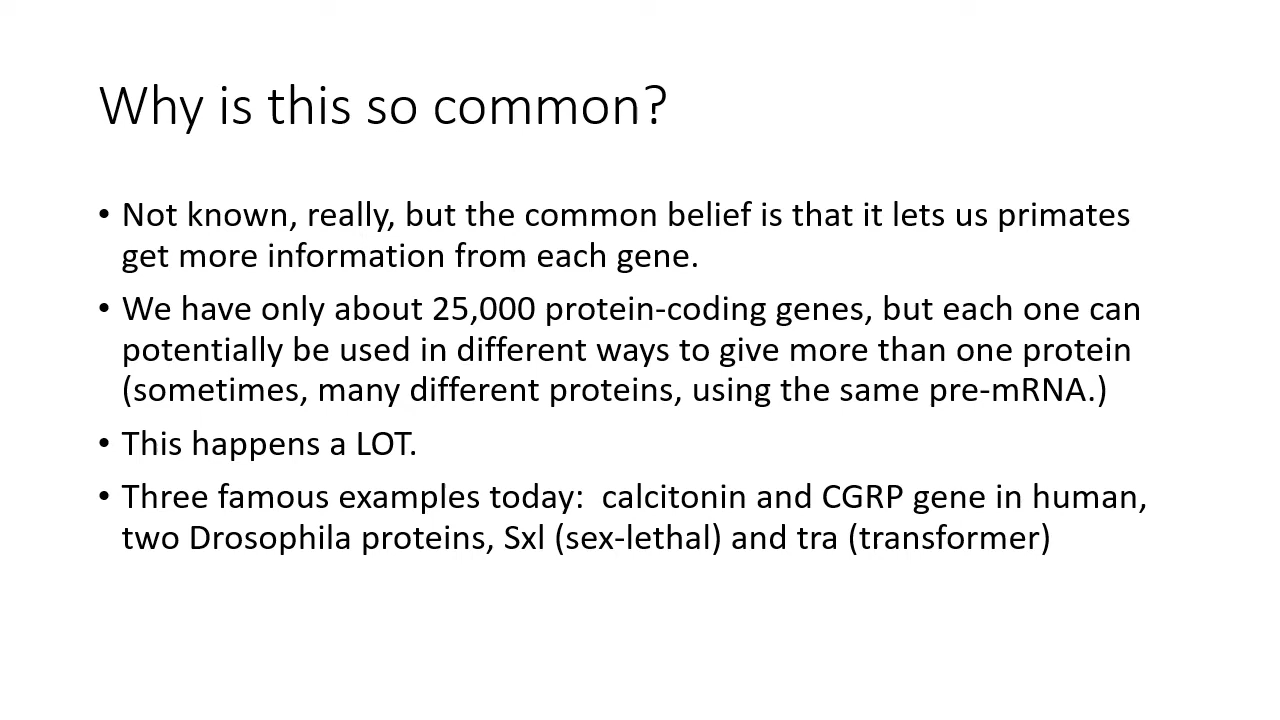 Why is this so common?
• Not known, really, but the common belief is that it lets us primates
get more information from each gene.
• We have only about 25,000 protein-coding genes, but each one can
potentially be used in different ways to give more than one protein
(sometimes, many different proteins, using the same pre-mRNA.)
• This happens a LOT.
• Three famous examples today:  calcitonin and CGRP gene in human,
two Drosophila proteins, Sxl (sex-lethal) and tra (transformer)